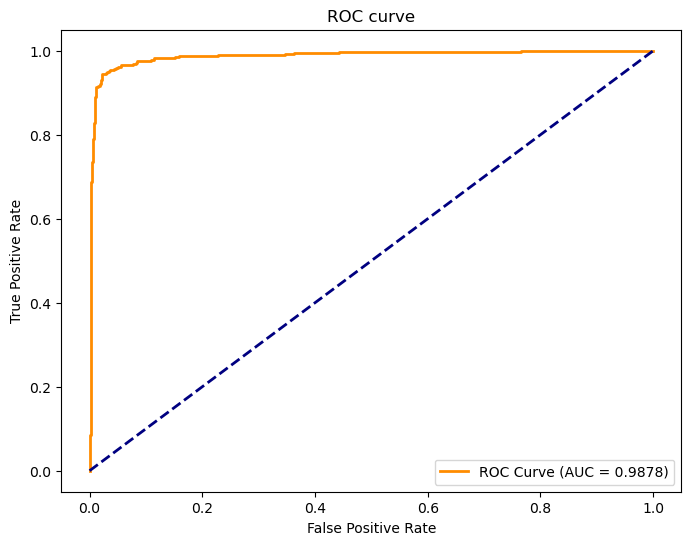 ROC curve
True Positive Rate
1.0
0.8
0.6
0.4
0.2
0.0
ROC Curve (AUC = 0.9878)
0.0 0.2 0.4 0.6 0.8 1.0
False Positive Rate